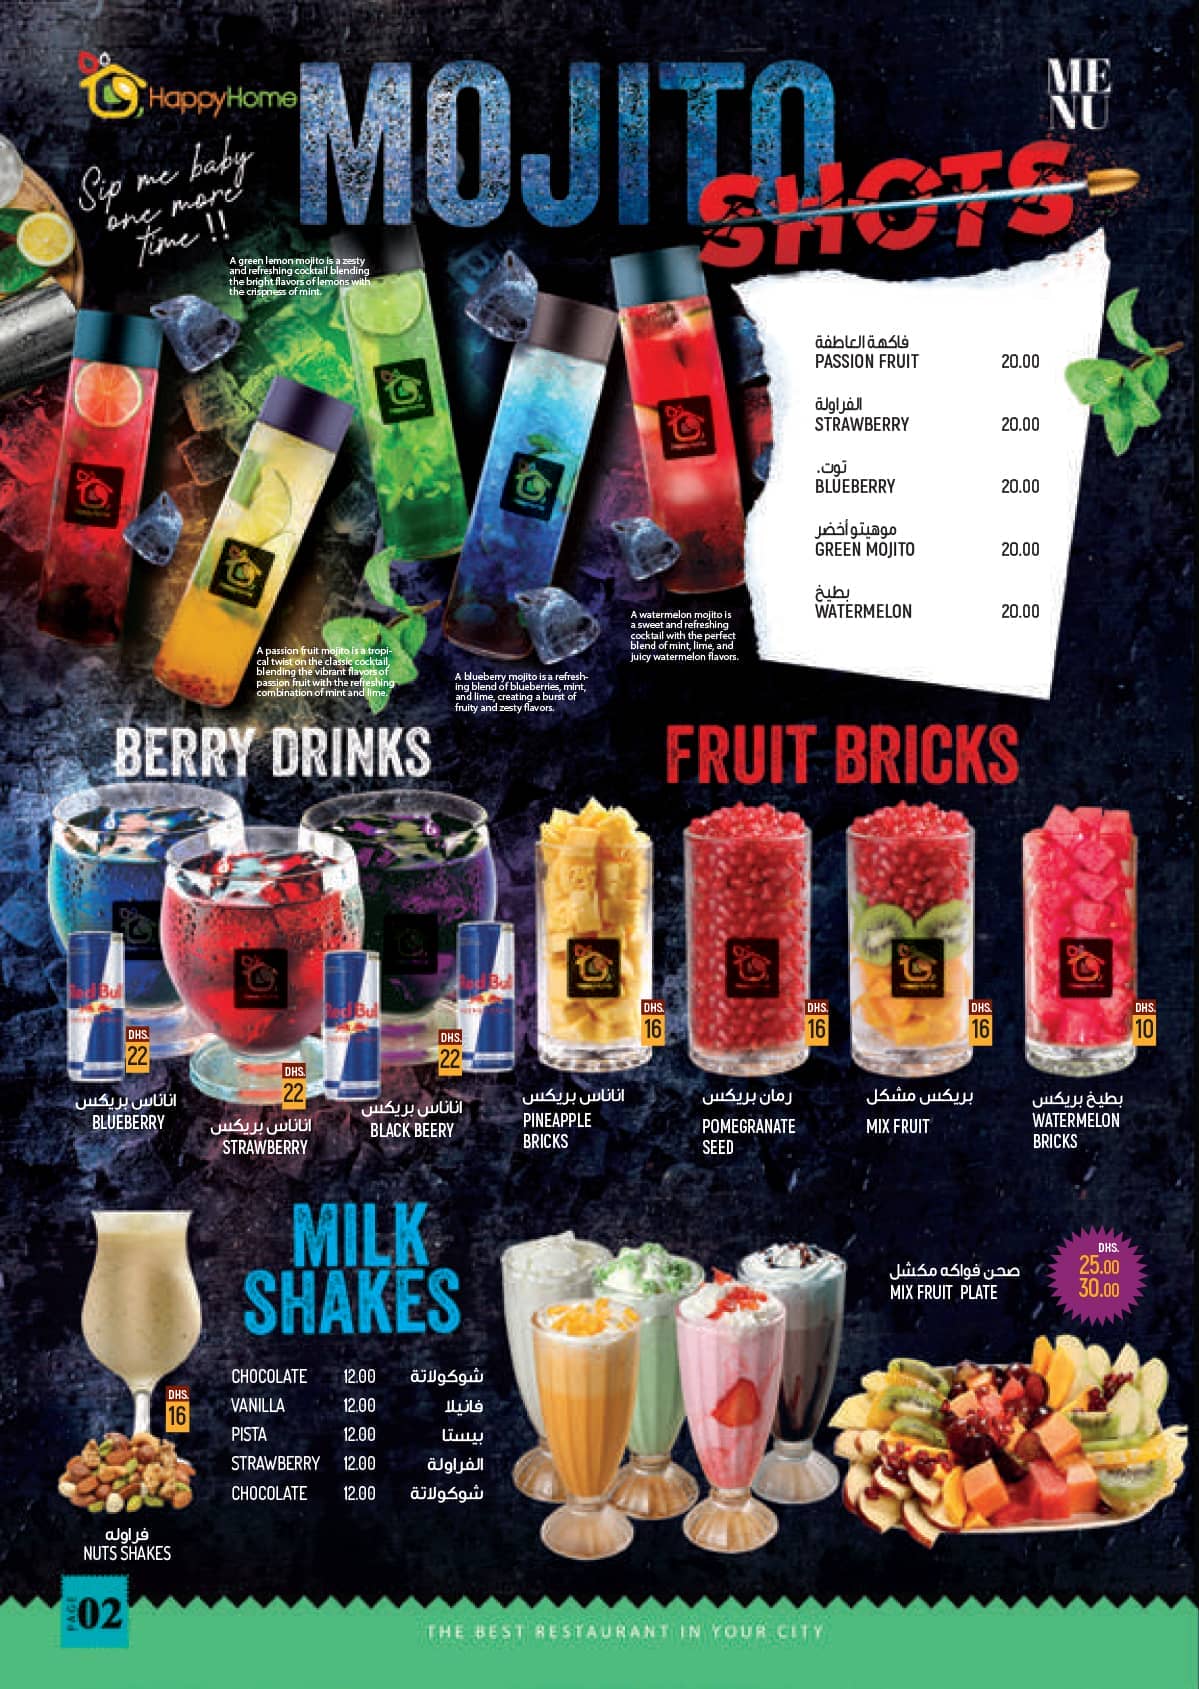 HappyHome
MOJITO
SHOTS
ME
NU
Sip me baby
one more
time !!
A green lemon mojito is a zesty
and refreshing cocktail blending
the bright flavors of lemons with
the crispness of mint.
فاكهة العاطفة
PASSION FRUIT 20.00
الفراولة
STRAWBERRY 20.00
توت.
BLUEBERRY 20.00
موهيتو أخضر
GREEN MOJITO 20.00
بطيخ
WATERMELON 20.00
A passion fruit mojito is a tropi-
cal twist on the classic cocktail,
blending the vibrant flavors of
passion fruit with the refreshing
combination of mint and lime.
A blueberry mojito is a refresh-
ing blend of blueberries, mint,
and lime, creating a burst of
fruity and zesty flavors.
A watermelon mojito is
a sweet and refreshing
cocktail with the perfect
blend of mint, lime, and
juicy watermelon flavors.
BERRY DRINKS
Red Bull
DHS.
22
اناناس بريكس
BLUEBERRY
Red Bull
DHS.
22
اناناس بريكس
STRAWBERRY
Red Bull
DHS.
22
اناناس بريكس
BLACK BEERY
FRUIT BRICKS
DHS.
16
اناناس بريكس
PINEAPPLE
BRICKS
DHS.
16
رمان بريكس
POMEGRANATE
SEED
DHS.
16
بريكس مشكل
MIX FRUIT
DHS.
10
بطيخ بريكس
WATERMELON
BRICKS
MILK
SHAKES
CHOCOLATE 12.00 شوكولاتة
VANILLA 12.00 فانيلا
PISTA 12.00 بيستا
STRAWBERRY 12.00 الفراولة
CHOCOLATE 12.00 شوكولاتة
DHS.
16
فراوله
NUTS SHAKES
صحن فواكه مكشل
MIX FRUIT PLATE
DHS.
25.00
30.00
PAGE 02
THE BEST RESTAURANT IN YOUR CITY